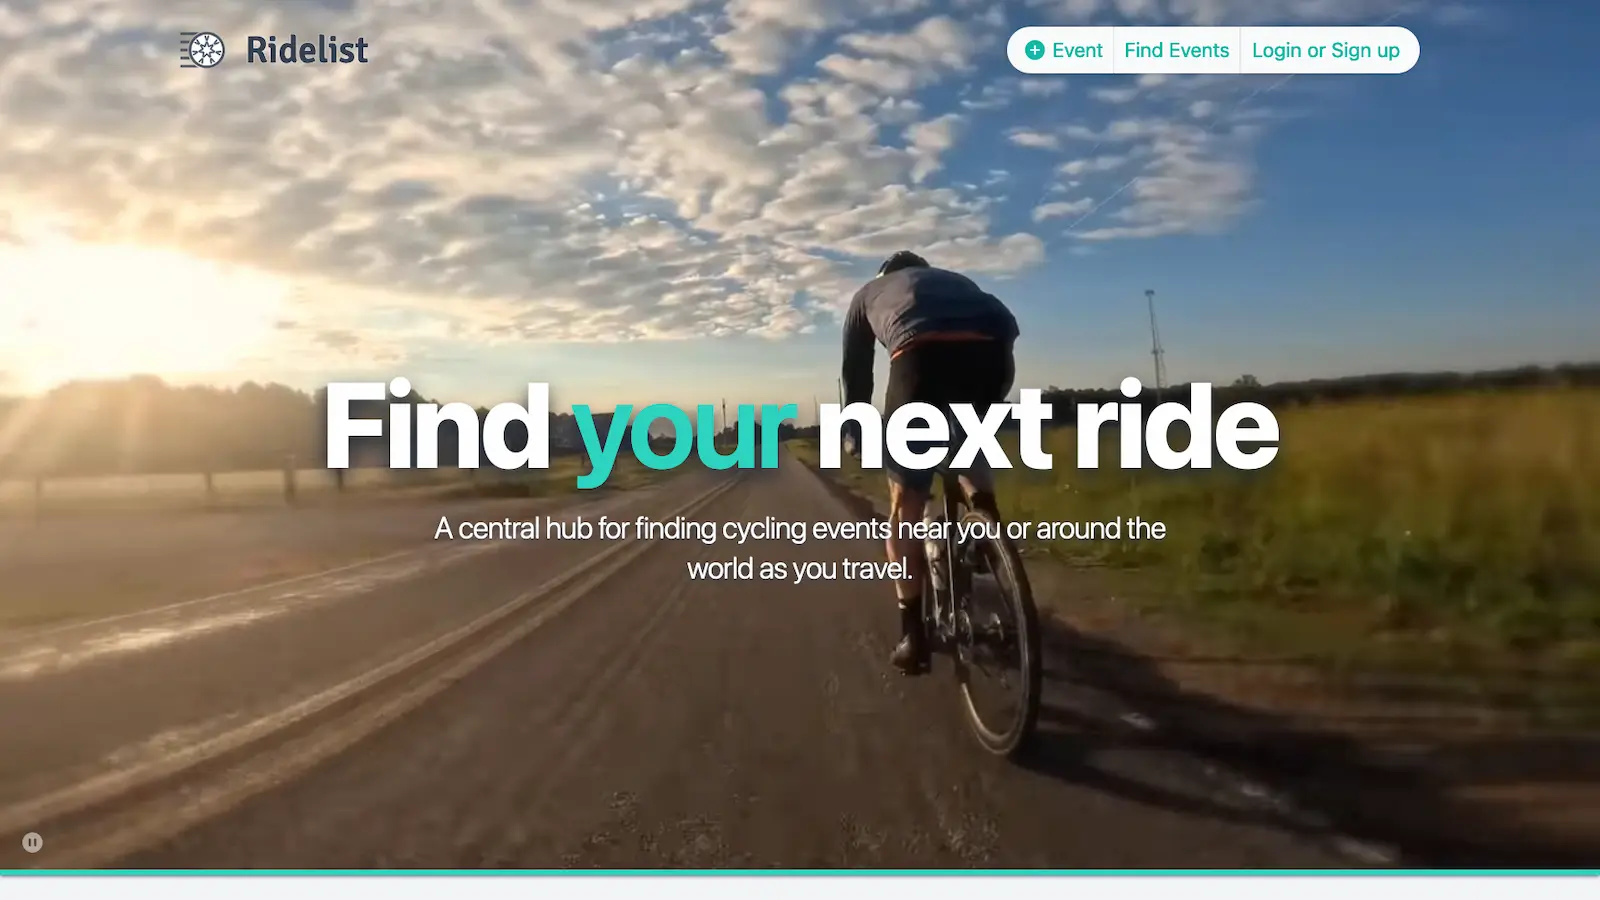 Ridelist
Event
Find Events
Login or Sign up
Find your next ride
A central hub for finding cycling events near you or around the
world as you travel.